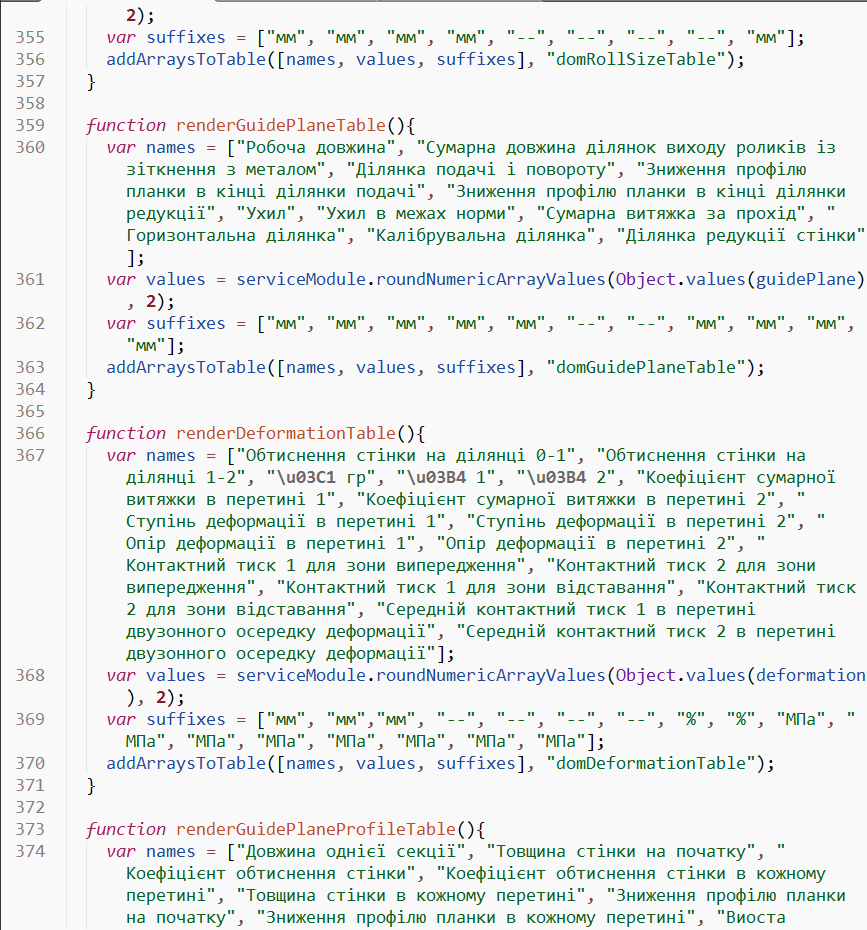 2);
355 var suffixes = ["мм", "мм", "мм", "мм", "--", "--", "--", "--", "мм"];
356 addArraysToTable([names, values, suffixes], "domRollSizeTable");
357 }
358
359 function renderGuidePlaneTable(){
360 var names = ["Робоча довжина", "Сумарна довжина ділянок виходу роликів із
зіткнення з металом", "Ділянка подачі і повороту", "Зниження профілю
планки в кінці ділянки подачі", "Зниження профілю планки в кінці ділянки
редукції", "Ухил", "Ухил в межах норми", "Сумарна витяжка за прохід", "
Горизонтальна ділянка", "Калібрувальна ділянка", "Ділянка редукції стінки"
];
361 var values = serviceModule.roundNumericArrayValues(Object.values(guidePlane)
, 2);
362 var suffixes = ["мм", "мм", "мм", "мм", "мм", "--", "--", "мм", "мм", "мм",
"мм"];
363 addArraysToTable([names, values, suffixes], "domGuidePlaneTable");
364 }
365
366 function renderDeformationTable(){
367 var names = ["Обтиснення стінки на ділянці 0-1", "Обтиснення стінки на
ділянці 1-2", "\u03C1 гр", "\u03B4 1", "\u03B4 2", "Коефіцієнт сумарної
витяжки в перетині 1", "Коефіцієнт сумарної витяжки в перетині 2", "
Ступінь деформації в перетині 1", "Ступінь деформації в перетині 2", "
Опір деформації в перетині 1", "Опір деформації в перетині 2", "
Контактний тиск 1 для зони випередження", "Контактний тиск 2 для зони
випередження", "Контактний тиск 1 для зони відставання", "Контактний тиск
2 для зони відставання", "Середній контактний тиск 1 в перетині
двузонного осередку деформації", "Середній контактний тиск 2 в перетині
двузонного осередку деформації"];
368 var values = serviceModule.roundNumericArrayValues(Object.values(deformation
), 2);
369 var suffixes = ["мм", "мм","мм", "--", "--", "--", "--", "%", "%", "МПа", "
МПа", "МПа", "МПа", "МПа", "МПа", "МПа", "МПа"];
370 addArraysToTable([names, values, suffixes], "domDeformationTable");
371 }
372
373 function renderGuidePlaneProfileTable(){
374 var names = ["Довжина однієї секції", "Товщина стінки на початку", "
Коефіцієнт обтиснення стінки", "Коефіцієнт обтиснення стінки в кожному
перетині", "Товщина стінки в кожному перетині", "Зниження профілю планки
на початку", "Зниження профілю планки в кожному перетині", "Виоста